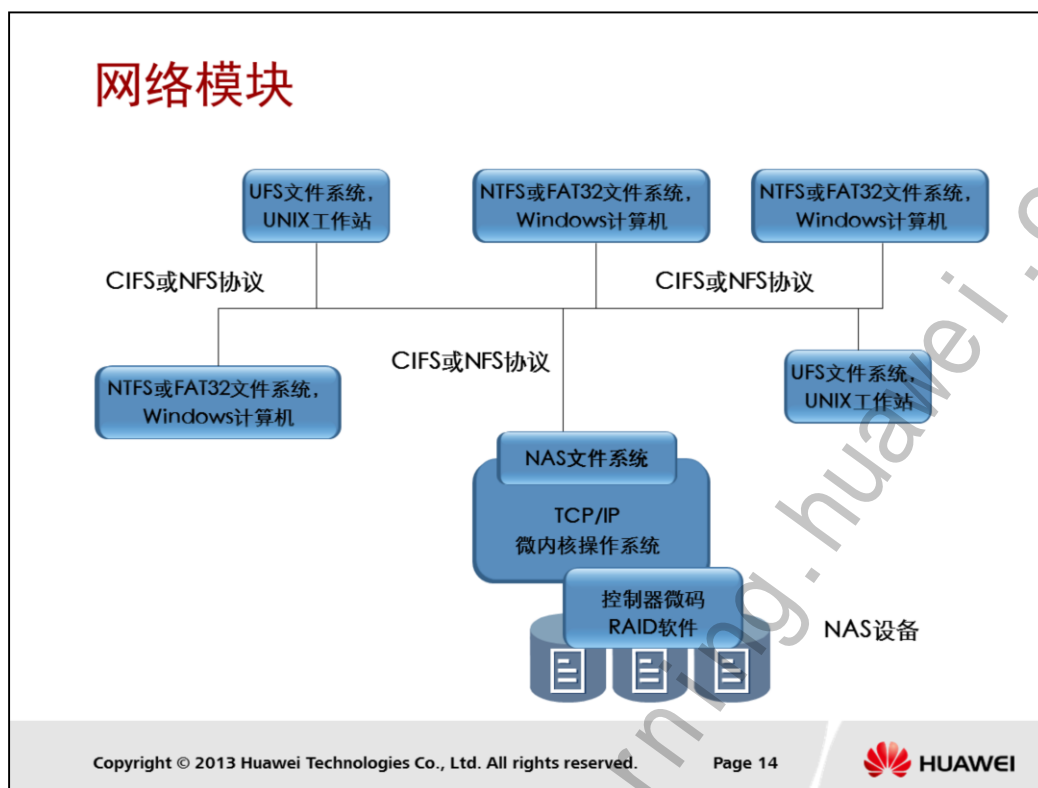 网络模块
UFS文件系统,
UNIX工作站
NTFS或FAT32文件系统,
Windows计算机
NTFS或FAT32文件系统,
Windows计算机
CIFS或NFS协议
CIFS或NFS协议
CIFS或NFS协议
NTFS或FAT32文件系统,
Windows计算机
UFS文件系统,
UNIX工作站
NAS文件系统
TCP/IP
微内核操作系统
控制器微码
RAID软件
NAS设备
rning.huawei.c
Copyright © 2013 Huawei Technologies Co., Ltd. All rights reserved.
Page 14
HUAWEI